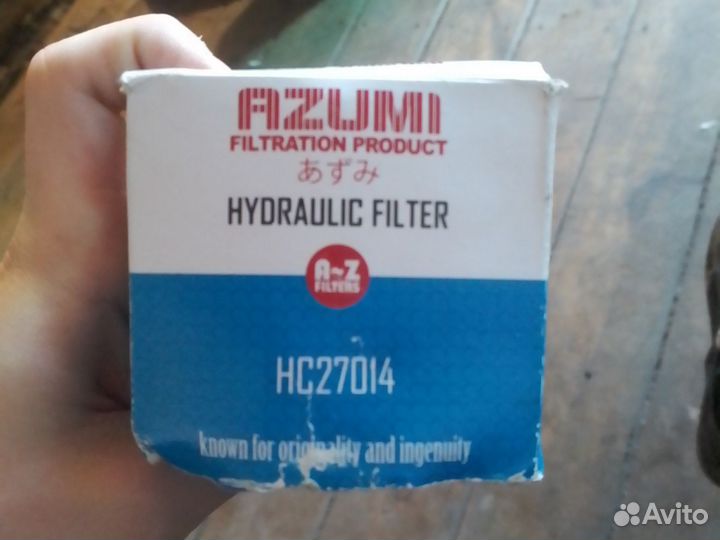 AZUMI
FILTRATION PRODUCT
あずみ
HYDRAULIC FILTER
A~Z
FILTERS
HC27014
known for originality and ingenuity
Avito